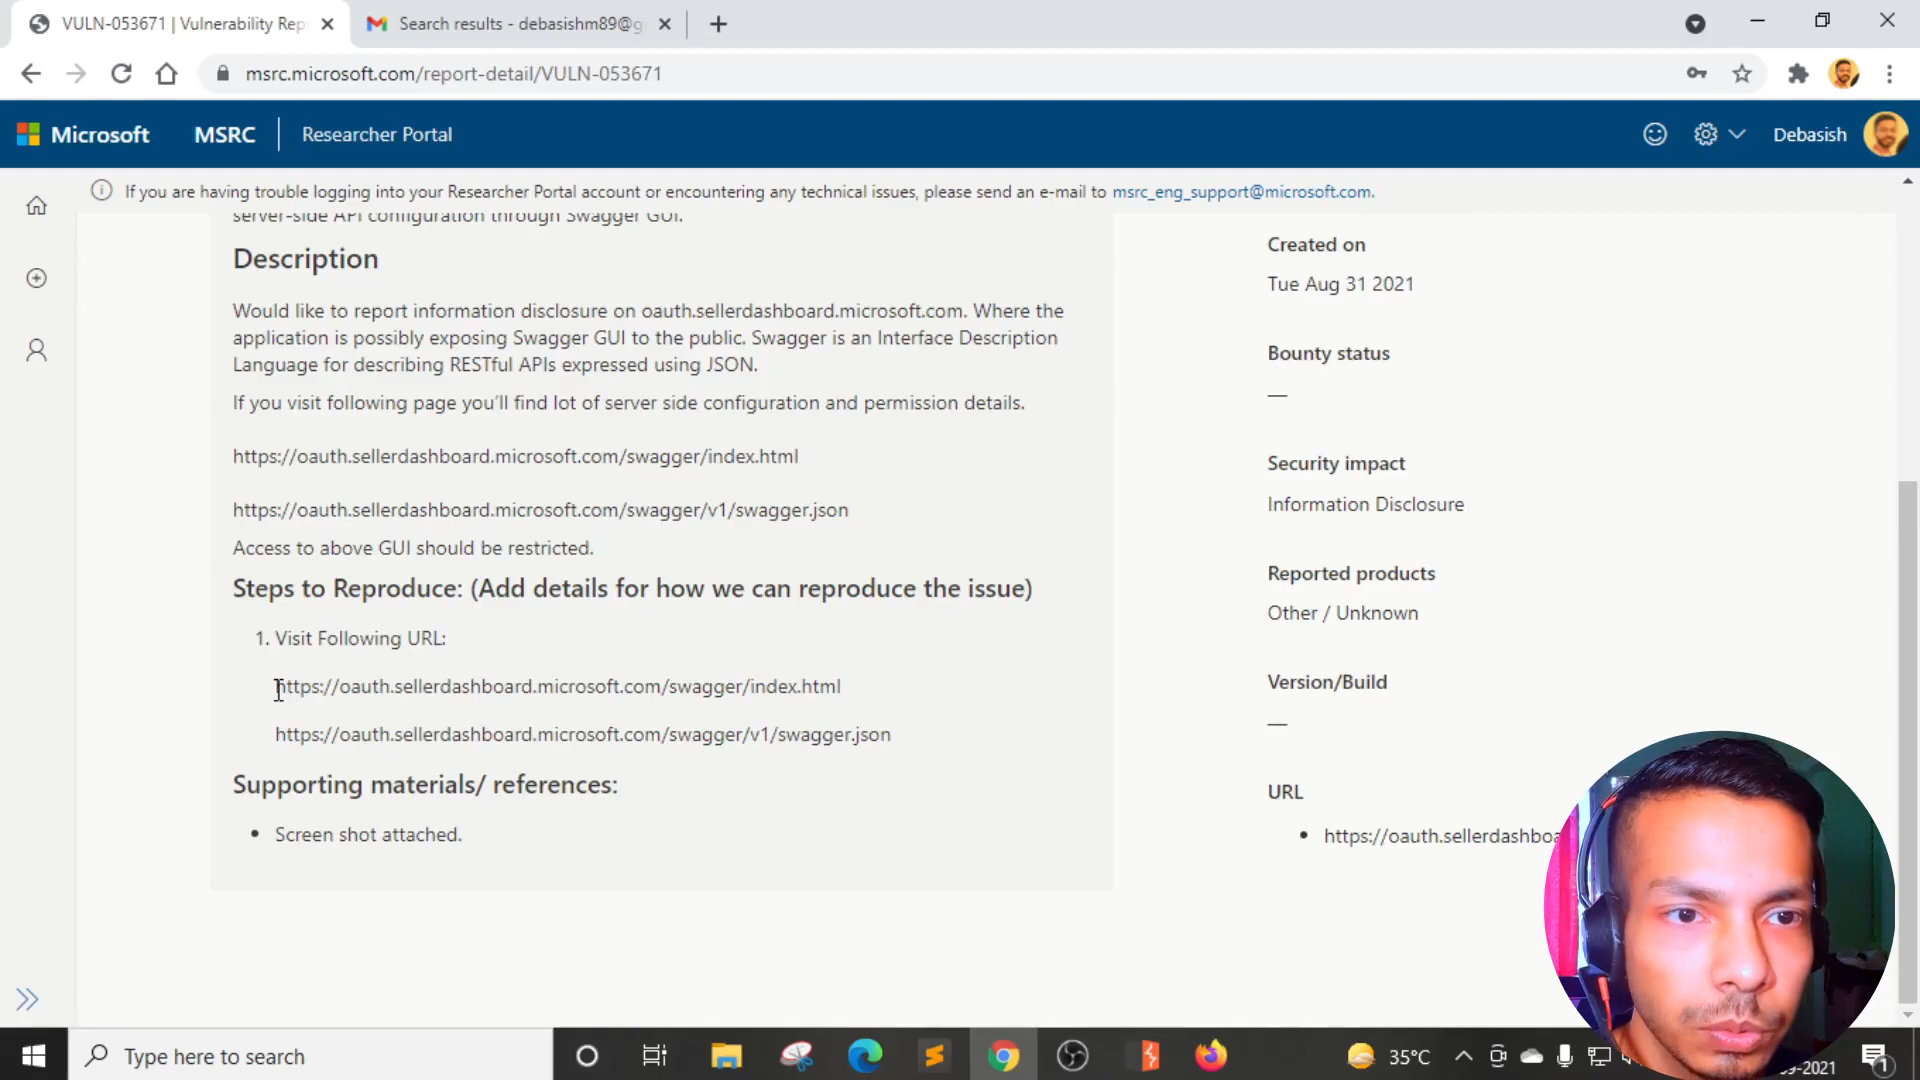 VULN-053671 | Vulnerability Rep
Search results - debasishm89@g
msrc.microsoft.com/report-detail/VULN-053671
Microsoft MSRC Researcher Portal
Debasish
If you are having trouble logging into your Researcher Portal account or encountering any technical issues, please send an e-mail to msrc_eng_support@microsoft.com.
server-side API configuration through Swagger GUI.
Description
Would like to report information disclosure on oauth.sellerdashboard.microsoft.com. Where the
application is possibly exposing Swagger GUI to the public. Swagger is an Interface Description
Language for describing RESTful APIs expressed using JSON.
If you visit following page you'll find lot of server side configuration and permission details.
https://oauth.sellerdashboard.microsoft.com/swagger/index.html
https://oauth.sellerdashboard.microsoft.com/swagger/v1/swagger.json
Access to above GUI should be restricted.
Steps to Reproduce: (Add details for how we can reproduce the issue)
1. Visit Following URL:
https://oauth.sellerdashboard.microsoft.com/swagger/index.html
https://oauth.sellerdashboard.microsoft.com/swagger/v1/swagger.json
Supporting materials/ references:
• Screen shot attached.
Created on
Tue Aug 31 2021
Bounty status
—
Security impact
Information Disclosure
Reported products
Other / Unknown
Version/Build
—
URL
• https://oauth.sellerdashboa
Type here to search
35°C
-2021
1